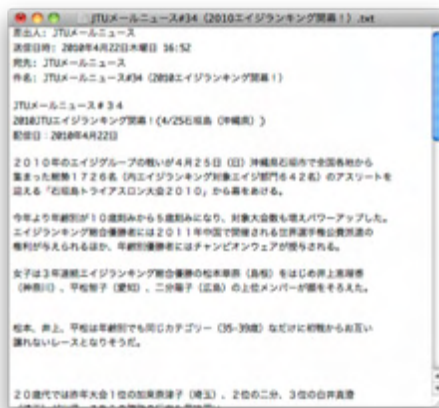 JTUメールニュース#34（2010エイジランキング開幕！）.txt
差出人: JTUメールニュース
送信日時: 2010年4月22日木曜日 16:52
宛先: JTUメールニュース
件名: JTUメールニュース#34（2010エイジランキング開幕！）
JTUメールニュース＃３４
2010JTUエイジランキング開幕！(4/25石垣島（沖縄県）)
配信日：2010年4月22日
２０１０年のエイジグループの戦いが４月２５日（日）沖縄県石垣市で全国各地から
集まった総勢１７２６名（内エイジランキング対象エイジ部門６４２名）のアスリートを
迎える「石垣島トライアスロン大会２０１０」から幕をあける。
今年より年齢別が１０歳刻みから５歳刻みになり、対象大会数も増えパワーアップした。
エイジランキング総合優勝者には２０１１年中国で開催される世界選手権公費派遣の
権利が与えられるほか、年齢別優勝者にはチャンピオンウェアが授与される。
女子は３年連続エイジランキング総合優勝の松本華奈（島根）をはじめ井上美瑠香
（神奈川）、平松智子（愛知）、二分陽子（広島）の上位メンバーが顔をそろえた。
松本、井上、平松は年齢別でも同じカテゴリー（35-39歳）なだけに初戦からお互い
譲れないレースとなりそうだ。
２０歳代では昨年大会１位の加東奈津子（埼玉）、２位の二分、３位の白井真澄